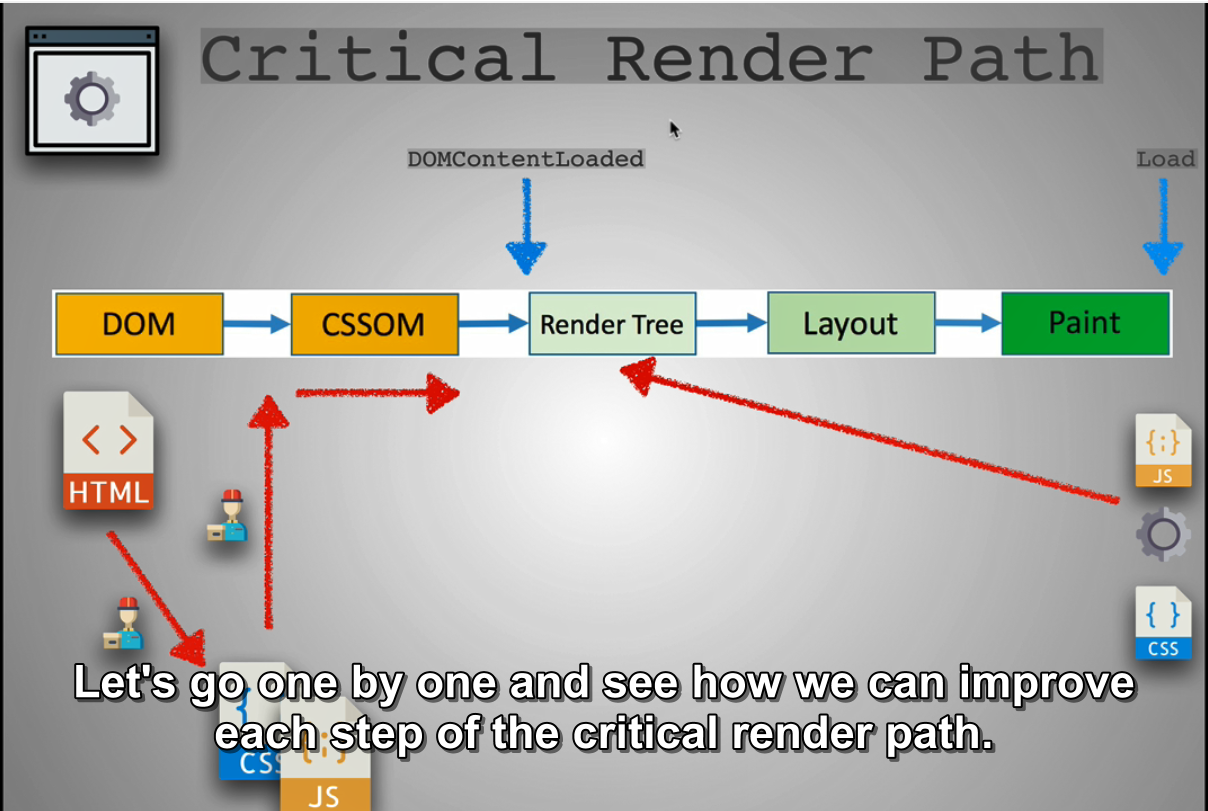 Critical Render Path
DOMContentLoaded
Load
DOM
CSSOM
Render Tree
Layout
Paint
<>
HTML
{;}
JS
{ }
CSS
Let's go one by one and see how we can improve
each step of the critical render path.
{
CSS
{;}
JS